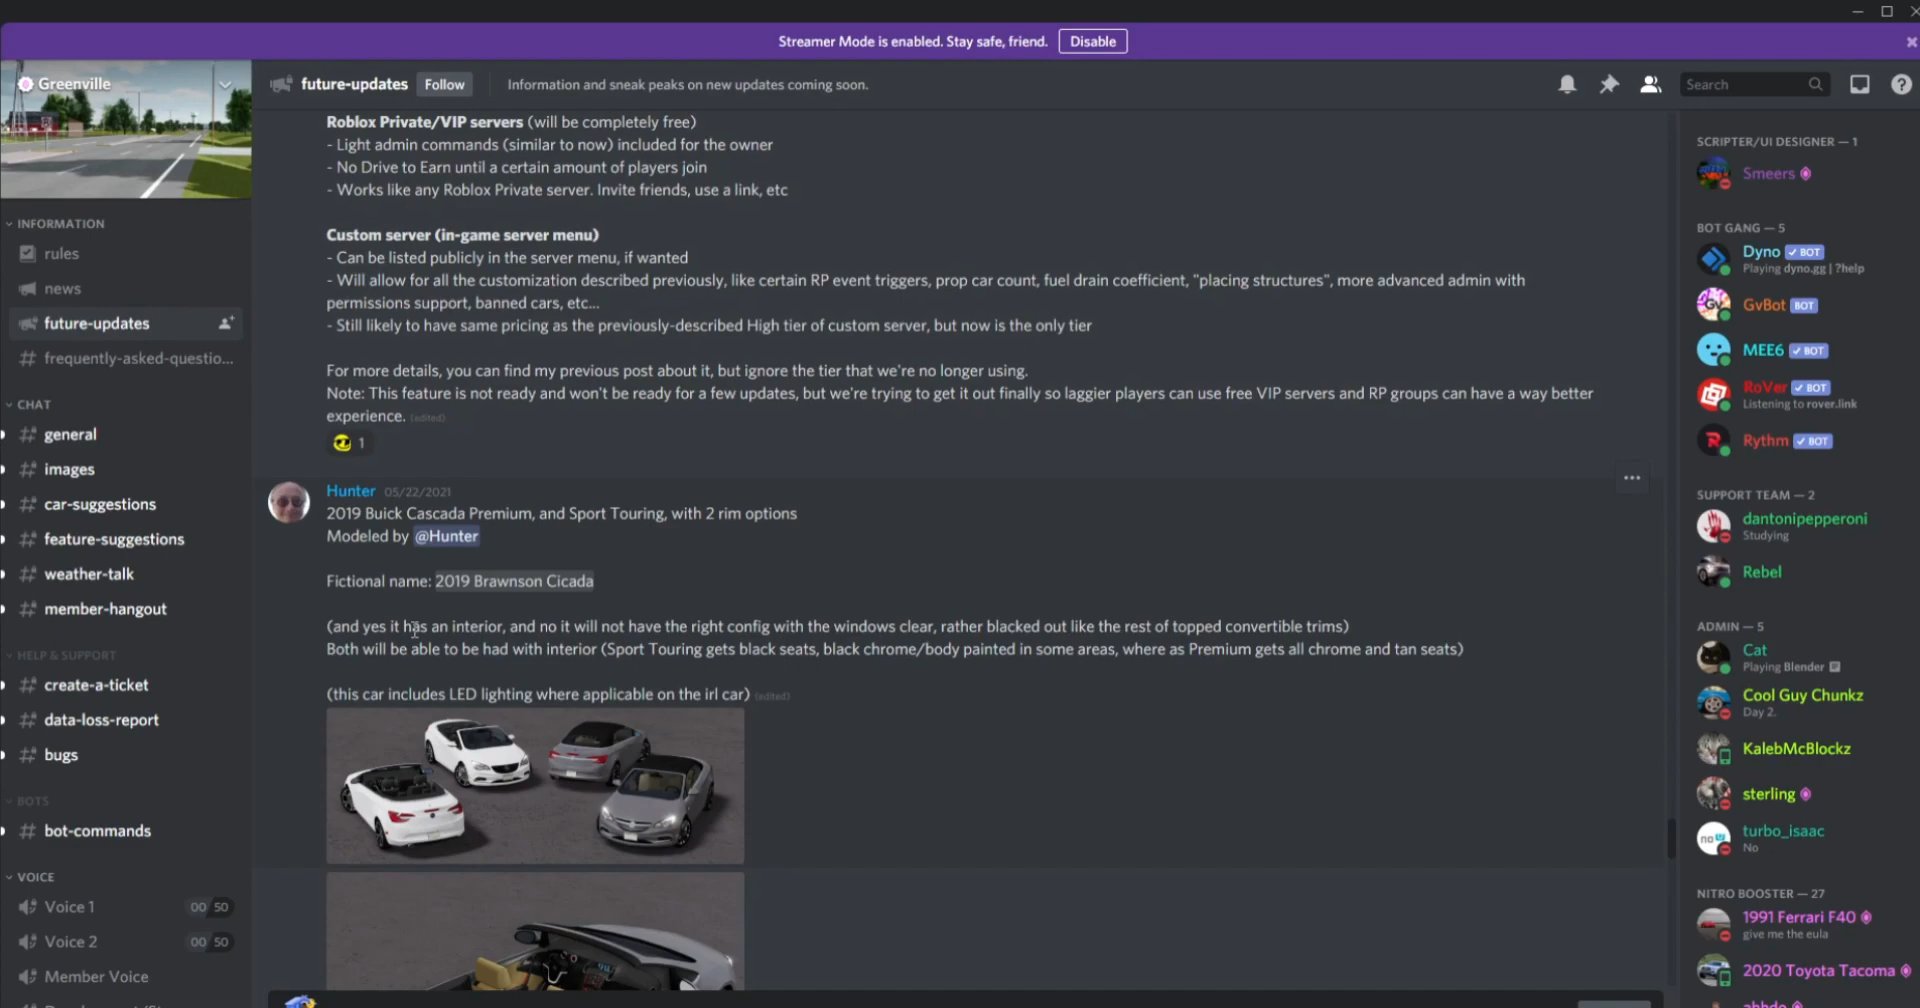 Streamer Mode is enabled. Stay safe, friend.
Disable
Greenville
future-updates
Follow
Information and sneak peaks on new updates coming soon.
Search
INFORMATION
rules
news
future-updates
frequently-asked-questio...
CHAT
general
images
car-suggestions
feature-suggestions
weather-talk
member-hangout
HELP & SUPPORT
create-a-ticket
data-loss-report
bugs
BOTS
bot-commands
VOICE
Voice 1 00 50
Voice 2 00 50
Member Voice
Roblox Private/VIP servers (will be completely free)
- Light admin commands (similar to now) included for the owner
- No Drive to Earn until a certain amount of players join
- Works like any Roblox Private server. Invite friends, use a link, etc
Custom server (in-game server menu)
- Can be listed publicly in the server menu, if wanted
- Will allow for all the customization described previously, like certain RP event triggers, prop car count, fuel drain coefficient, "placing structures", more advanced admin with
permissions support, banned cars, etc...
- Still likely to have same pricing as the previously-described High tier of custom server, but now is the only tier
For more details, you can find my previous post about it, but ignore the tier that we're no longer using.
Note: This feature is not ready and won't be ready for a few updates, but we're trying to get it out finally so laggier players can use free VIP servers and RP groups can have a way better
experience. (edited)
1
Hunter 05/22/2021
2019 Buick Cascada Premium, and Sport Touring, with 2 rim options
Modeled by @Hunter
Fictional name: 2019 Brawnson Cicada
(and yes it has an interior, and no it will not have the right config with the windows clear, rather blacked out like the rest of topped convertible trims)
Both will be able to be had with interior (Sport Touring gets black seats, black chrome/body painted in some areas, where as Premium gets all chrome and tan seats)
(this car includes LED lighting where applicable on the irl car) (edited)
SCRIPTER/UI DESIGNER — 1
Smeers
BOT GANG — 5
Dyno BOT
Playing dyno.gg | ?help
GvBot BOT
MEE6 BOT
RoVer BOT
Listening to rover.link
Rythm BOT
SUPPORT TEAM — 2
dantonipepperoni
Studying
Rebel
ADMIN — 5
Cat
Playing Blender
Cool Guy Chunkz
Day 2.
KalebMcBlockz
sterling
turbo_isaac
No
NITRO BOOSTER — 27
1991 Ferrari F40
give me the eula
2020 Toyota Tacoma